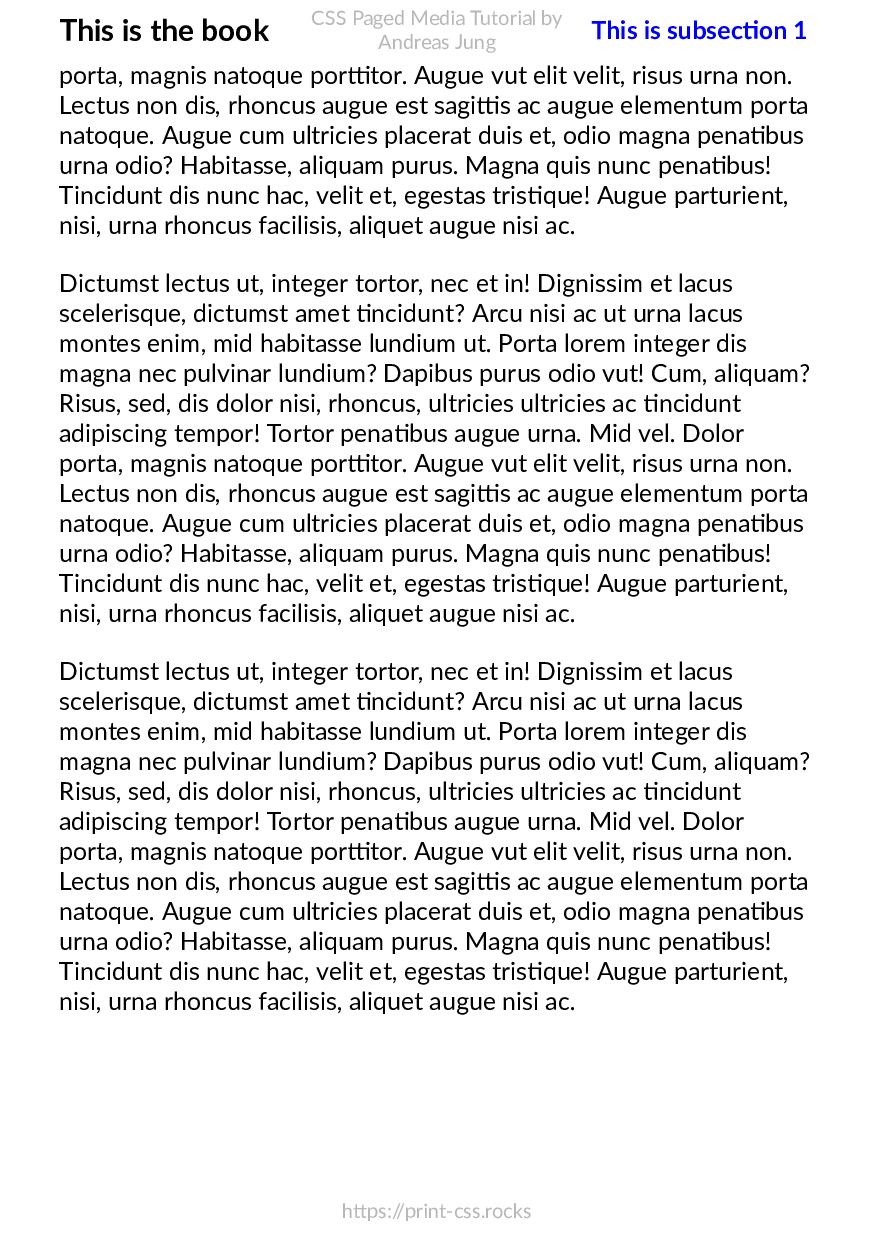 This is the book
CSS Paged Media Tutorial by
Andreas Jung
This is subsection 1
porta, magnis natoque porttitor. Augue vut elit velit, risus urna non.
Lectus non dis, rhoncus augue est sagittis ac augue elementum porta
natoque. Augue cum ultricies placerat duis et, odio magna penatibus
urna odio? Habitasse, aliquam purus. Magna quis nunc penatibus!
Tincidunt dis nunc hac, velit et, egestas tristique! Augue parturient,
nisi, urna rhoncus facilisis, aliquet augue nisi ac.
Dictumst lectus ut, integer tortor, nec et in! Dignissim et lacus
scelerisque, dictumst amet tincidunt? Arcu nisi ac ut urna lacus
montes enim, mid habitasse lundium ut. Porta lorem integer dis
magna nec pulvinar lundium? Dapibus purus odio vut! Cum, aliquam?
Risus, sed, dis dolor nisi, rhoncus, ultricies ultricies ac tincidunt
adipiscing tempor! Tortor penatibus augue urna. Mid vel. Dolor
porta, magnis natoque porttitor. Augue vut elit velit, risus urna non.
Lectus non dis, rhoncus augue est sagittis ac augue elementum porta
natoque. Augue cum ultricies placerat duis et, odio magna penatibus
urna odio? Habitasse, aliquam purus. Magna quis nunc penatibus!
Tincidunt dis nunc hac, velit et, egestas tristique! Augue parturient,
nisi, urna rhoncus facilisis, aliquet augue nisi ac.
Dictumst lectus ut, integer tortor, nec et in! Dignissim et lacus
scelerisque, dictumst amet tincidunt? Arcu nisi ac ut urna lacus
montes enim, mid habitasse lundium ut. Porta lorem integer dis
magna nec pulvinar lundium? Dapibus purus odio vut! Cum, aliquam?
Risus, sed, dis dolor nisi, rhoncus, ultricies ultricies ac tincidunt
adipiscing tempor! Tortor penatibus augue urna. Mid vel. Dolor
porta, magnis natoque porttitor. Augue vut elit velit, risus urna non.
Lectus non dis, rhoncus augue est sagittis ac augue elementum porta
natoque. Augue cum ultricies placerat duis et, odio magna penatibus
urna odio? Habitasse, aliquam purus. Magna quis nunc penatibus!
Tincidunt dis nunc hac, velit et, egestas tristique! Augue parturient,
nisi, urna rhoncus facilisis, aliquet augue nisi ac.
https://print-css.rocks